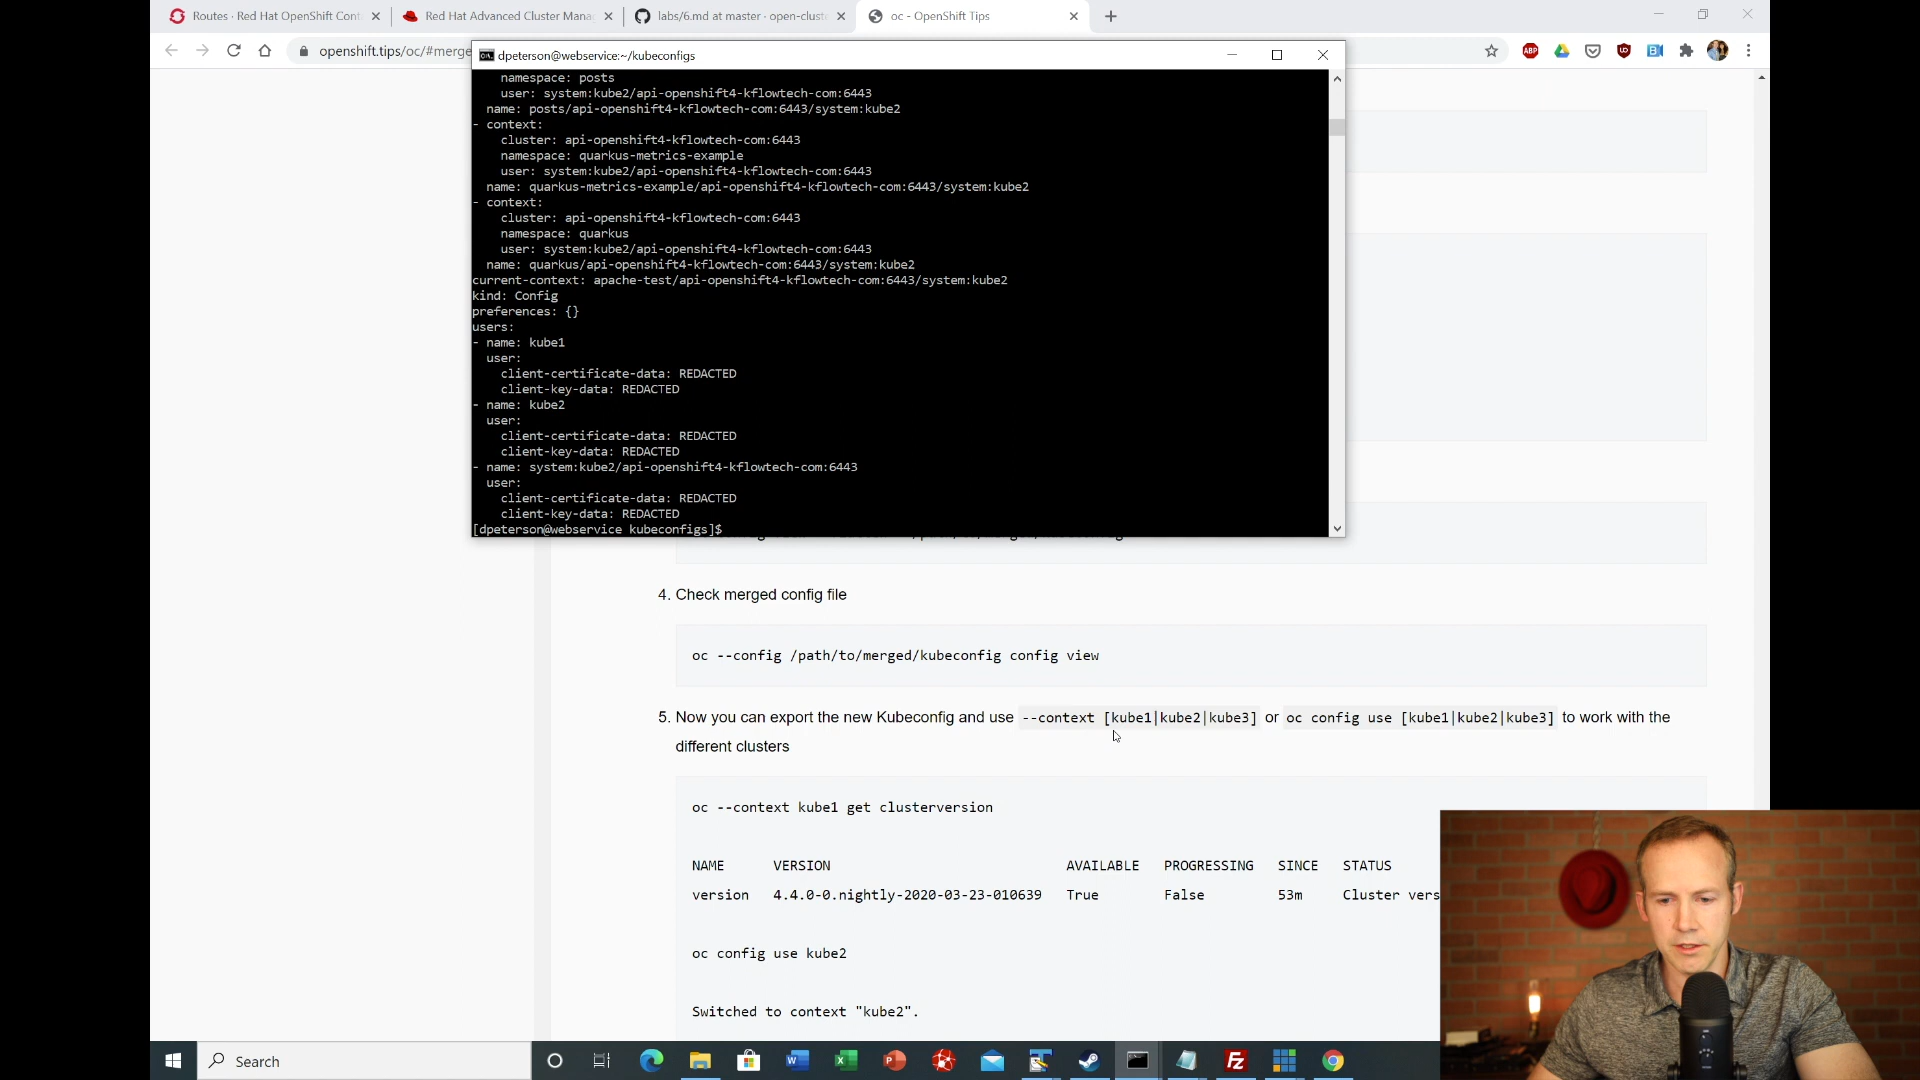 Routes · Red Hat OpenShift Cont
Red Hat Advanced Cluster Mana
labs/6.md at master · open-cluste
oc - OpenShift Tips
openshift.tips/oc/#merge
ABP
dpeterson@webservice:~/kubeconfigs
namespace: posts
user: system:kube2/api-openshift4-kflowtech-com:6443
name: posts/api-openshift4-kflowtech-com:6443/system:kube2
- context:
cluster: api-openshift4-kflowtech-com:6443
namespace: quarkus-metrics-example
user: system:kube2/api-openshift4-kflowtech-com:6443
name: quarkus-metrics-example/api-openshift4-kflowtech-com:6443/system:kube2
- context:
cluster: api-openshift4-kflowtech-com:6443
namespace: quarkus
user: system:kube2/api-openshift4-kflowtech-com:6443
name: quarkus/api-openshift4-kflowtech-com:6443/system:kube2
current-context: apache-test/api-openshift4-kflowtech-com:6443/system:kube2
kind: Config
preferences: {}
users:
- name: kube1
user:
client-certificate-data: REDACTED
client-key-data: REDACTED
- name: kube2
user:
client-certificate-data: REDACTED
client-key-data: REDACTED
- name: system:kube2/api-openshift4-kflowtech-com:6443
user:
client-certificate-data: REDACTED
client-key-data: REDACTED
[dpeterson@webservice kubeconfigs]$
4. Check merged config file
oc --config /path/to/merged/kubeconfig config view
5. Now you can export the new Kubeconfig and use --context [kube1|kube2|kube3] or oc config use [kube1|kube2|kube3] to work with the
different clusters
oc --context kube1 get clusterversion
NAME VERSION AVAILABLE PROGRESSING SINCE STATUS
version 4.4.0-0.nightly-2020-03-23-010639 True False 53m Cluster vers
oc config use kube2
Switched to context "kube2".
Search